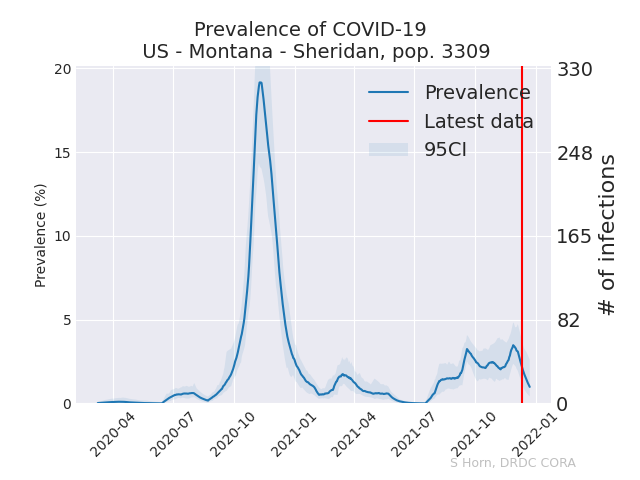 Prevalence of COVID-19
US - Montana - Sheridan, pop. 3309
Prevalence
Latest data
95CI
20
15
10
5
0
Prevalence (%)
330
248
165
82
0
# of infections
2020-04
2020-07
2020-10
2021-01
2021-04
2021-07
2021-10
2022-01
S Horn, DRDC CORA